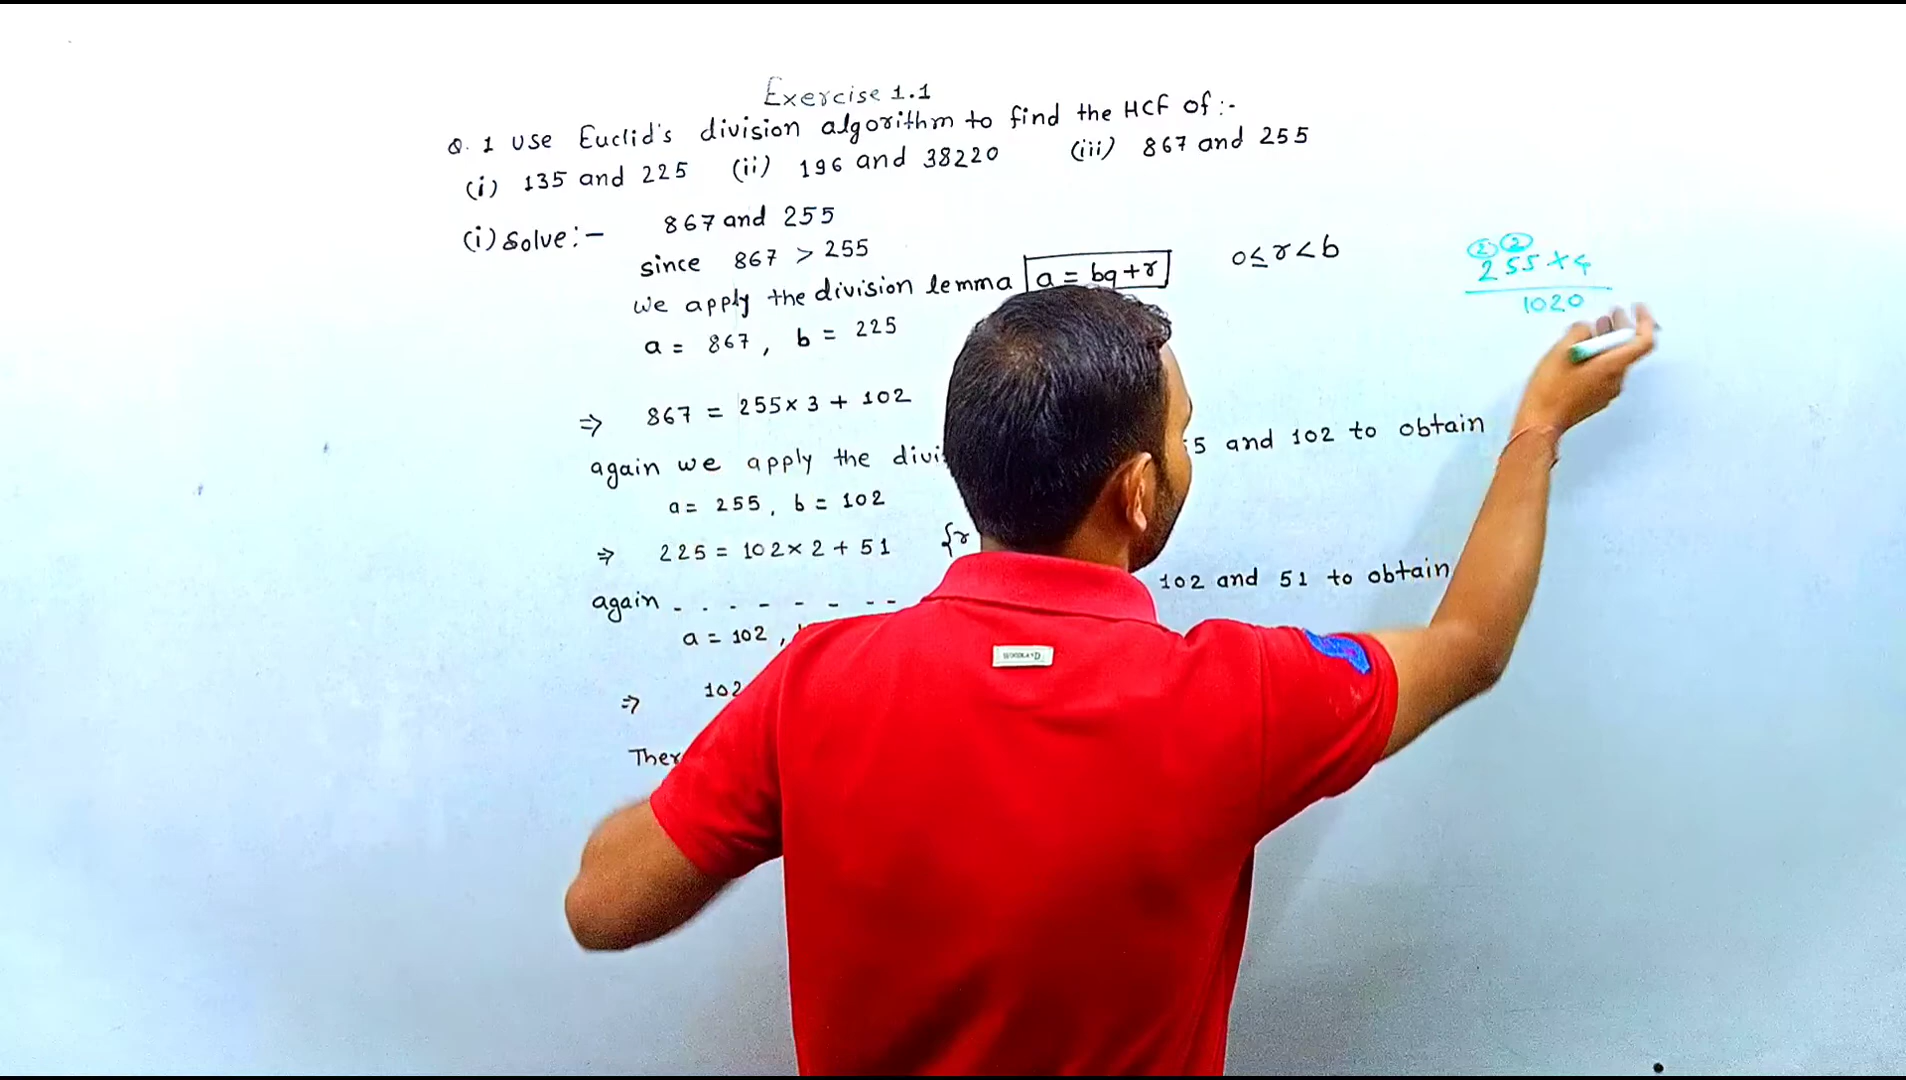 Exercise 1.1
Q. 1 Use Euclid's division algorithm to find the HCF of :-
(i) 135 and 225 (ii) 196 and 38220 (iii) 867 and 255
(i) Solve :- 867 and 255
since 867 > 255
We apply the division lemma a = bq + r 0 ≤ r < b
a = 867, b = 225
⇒ 867 = 255 × 3 + 102
again we apply the 5 and 102 to obtain
a = 255, b = 102
⇒ 225 = 102 × 2 + 51 {r
again - - - - - - - 102 and 51 to obtain
a = 102,
⇒ 102
2 2
255 × 4
1020